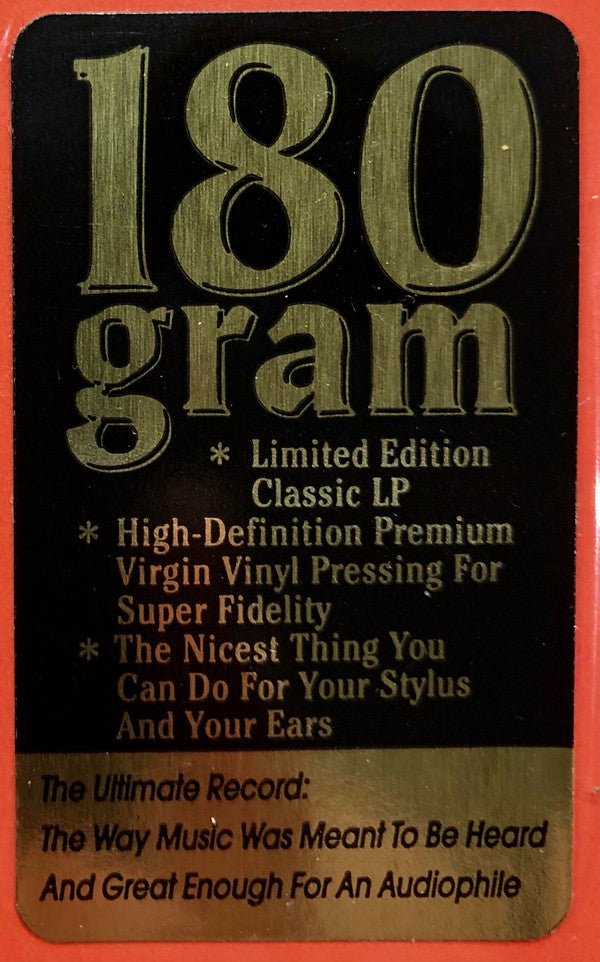 180
gram
* Limited Edition
Classic LP
* High-Definition Premium
Virgin Vinyl Pressing For
Super Fidelity
* The Nicest Thing You
Can Do For Your Stylus
And Your Ears
The Ultimate Record:
The Way Music Was Meant To Be Heard
And Great Enough For An Audiophile